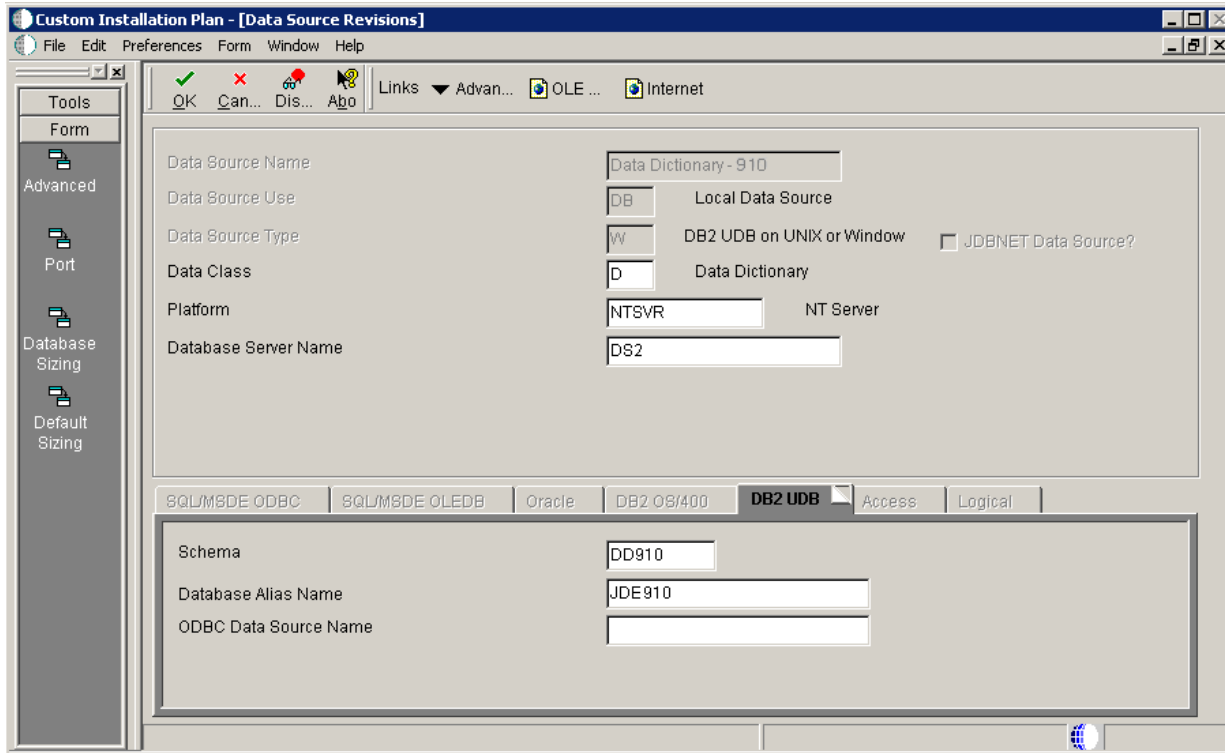 Custom Installation Plan - [Data Source Revisions]
File Edit Preferences Form Window Help
OK Can... Dis... Abo Links Advan... OLE ... Internet
Tools
Form
Advanced
Port
Database
Sizing
Default
Sizing
Data Source Name Data Dictionary - 910
Data Source Use DB Local Data Source
Data Source Type W DB2 UDB on UNIX or Window JDBNET Data Source?
Data Class D Data Dictionary
Platform NTSVR NT Server
Database Server Name DS2
SQL/MSDE ODBC SQL/MSDE OLEDB Oracle DB2 OS/400 DB2 UDB Access Logical
Schema DD910
Database Alias Name JDE910
ODBC Data Source Name